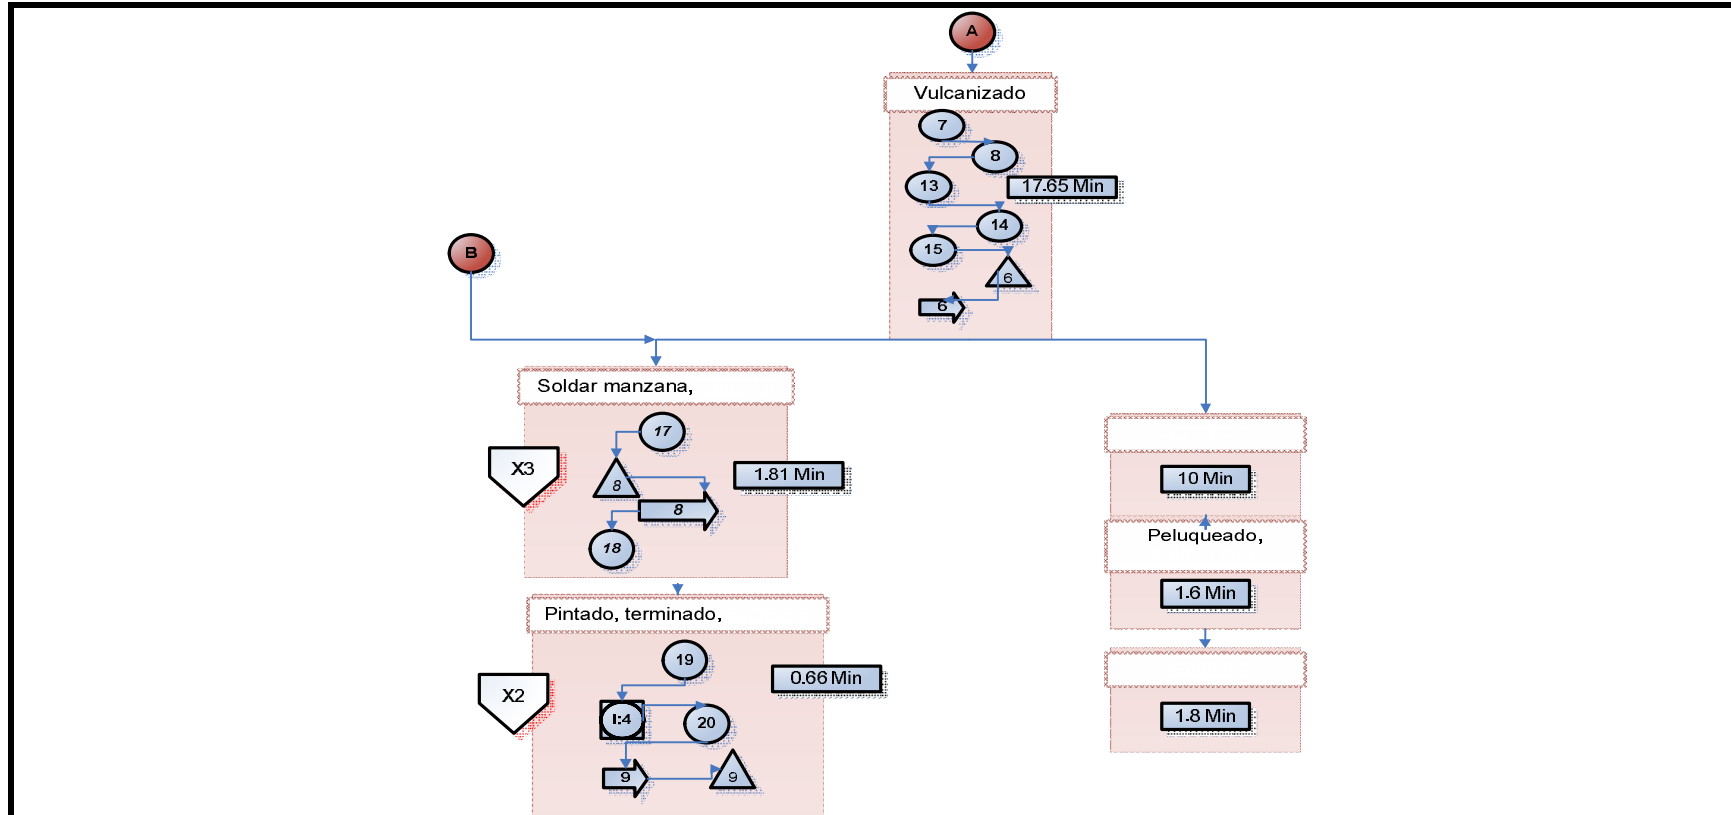 A
Vulcanizado
7
8
13
17.65 Min
14
15
B
6
6
Soldar manzana,
17
X3
1.81 Min
8
8
10 Min
18
Peluqueado,
1.6 Min
Pintado, terminado,
19
0.66 Min
X2
I:4
20
1.8 Min
9
9